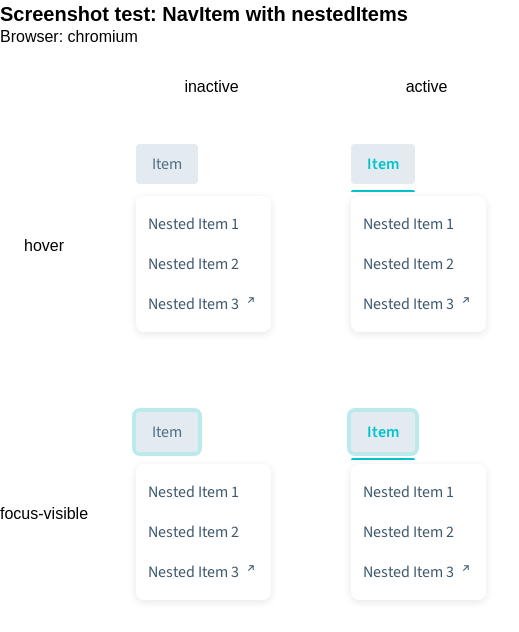 Screenshot test: NavItem with nestedItems
Browser: chromium
inactive active
Item Item
hover
Nested Item 1 Nested Item 1
Nested Item 2 Nested Item 2
Nested Item 3 Nested Item 3
Item Item
focus-visible
Nested Item 1 Nested Item 1
Nested Item 2 Nested Item 2
Nested Item 3 Nested Item 3